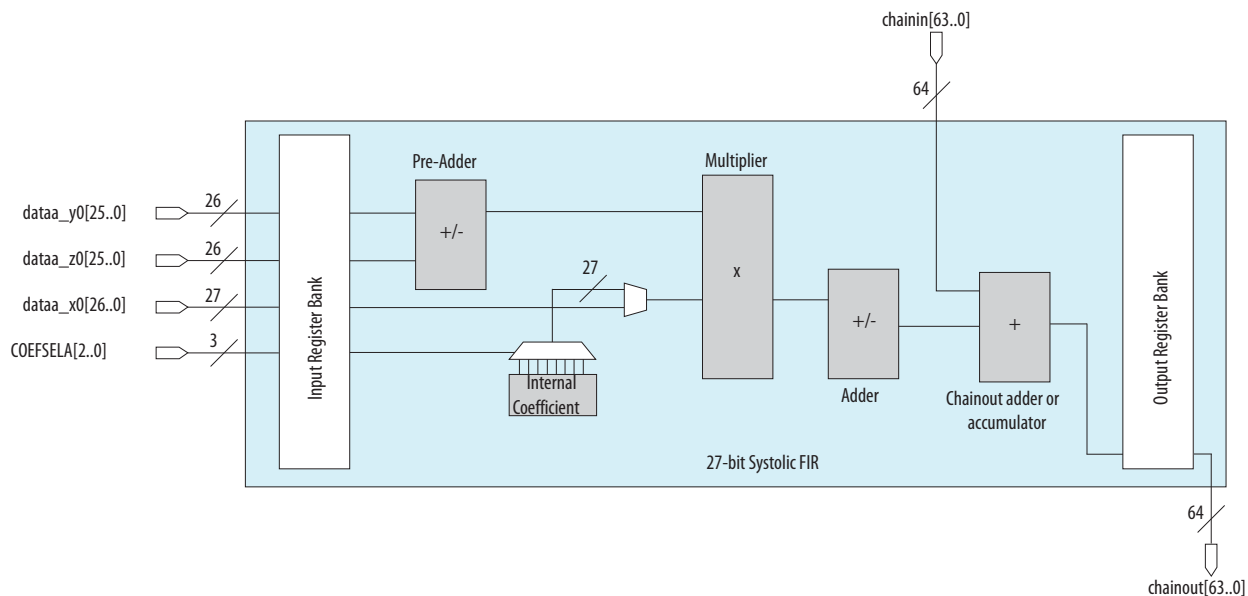 chainin[63..0]
64
Pre-Adder
Multiplier
dataa_y0[25..0]
26
+/-
dataa_z0[25..0]
26
27
x
dataa_x0[26..0]
27
+/-
+
COEFSELA[2..0]
3
Input Register Bank
Output Register Bank
Internal
Coefficient
Adder
Chainout adder or
accumulator
27-bit Systolic FIR
64
chainout[63..0]